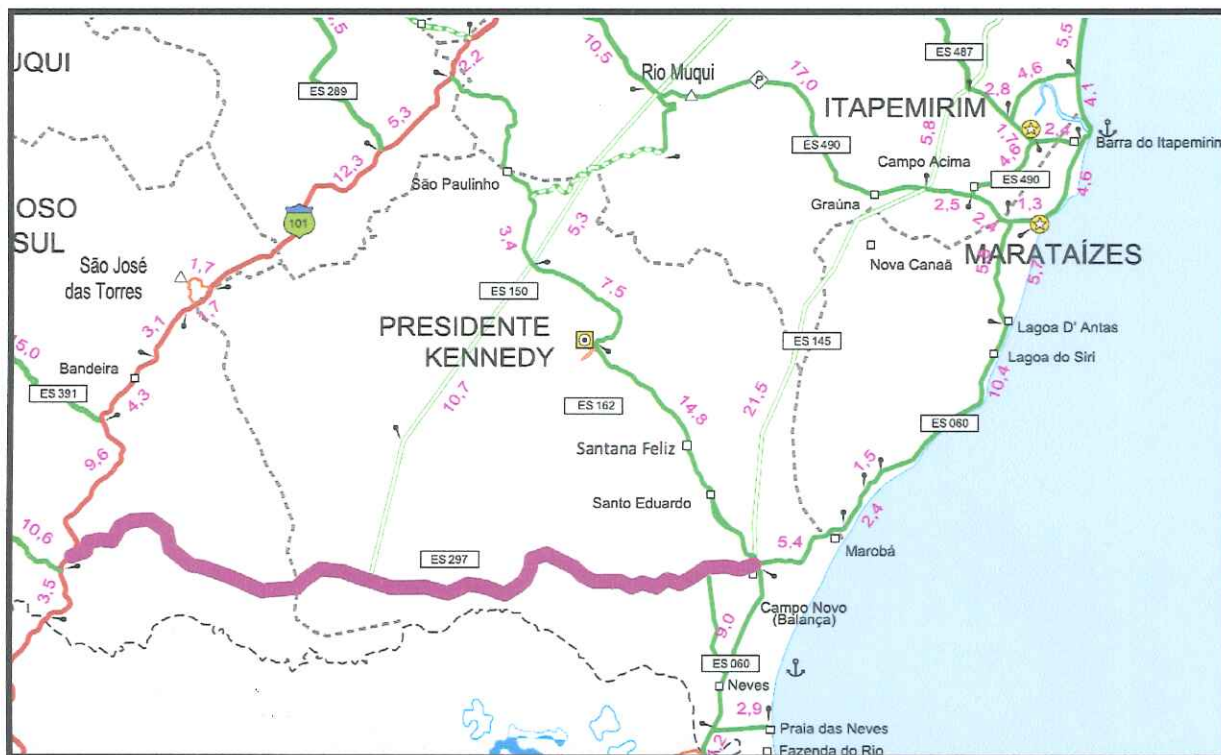 UQUI
OSO
SUL
,5
ES 289
2,2
5,3
12,3
101
São José
das Torres
1,7
1,7
3,1
Bandeira
15,0
ES 391
4,3
9,6
10,6
3,5
10,5
Rio Muqui
P
17,0
ES 490
São Paulinho
3,4
5,3
ES 150
7,5
PRESIDENTE
KENNEDY
10,7
ES 162
14,8
Santana Feliz
Santo Eduardo
ES 297
ES 487
5,5
4,6
2,8
4,1
ITAPEMIRIM
1,7
2,4
Barra do Itapemirim
5,8
Campo Acima
4,6
ES 490
4,6
Graúna
2,5
1,3
2,4
MARATAÍZES
Nova Canaã
5,7
Lagoa D' Antas
Lagoa do Siri
ES 145
21,5
10,4
ES 060
1,5
2,4
5,4
Marobá
Campo Novo
(Balança)
9,0
ES 060
Neves
2,9
Praia das Neves
Fazenda do Rio